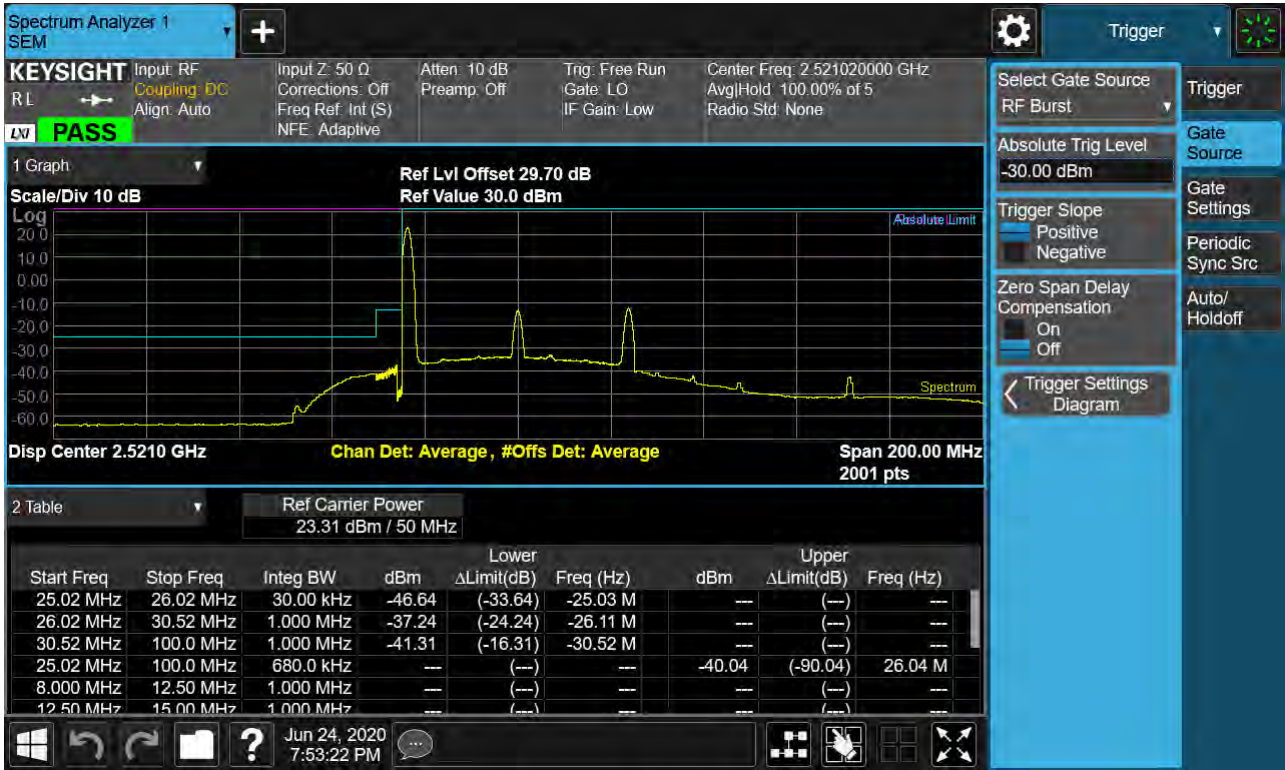 Spectrum Analyzer 1
SEM
+
Trigger
KEYSIGHT
RL
LXI
PASS
Input: RF
Coupling: DC
Align: Auto
Input Z: 50 Ω
Corrections: Off
Freq Ref: Int (S)
NFE: Adaptive
Atten: 10 dB
Preamp: Off
Trig: Free Run
Gate: LO
IF Gain: Low
Center Freq: 2.521020000 GHz
Avg|Hold: 100.00% of 5
Radio Std: None
1 Graph
Scale/Div 10 dB
Ref Lvl Offset 29.70 dB
Ref Value 30.0 dBm
Log
20.0
10.0
0.00
-10.0
-20.0
-30.0
-40.0
-50.0
-60.0
Absolute Limit
Spectrum
Disp Center 2.5210 GHz
Chan Det: Average, #Offs Det: Average
Span 200.00 MHz
2001 pts
2 Table
Ref Carrier Power
23.31 dBm / 50 MHz
Lower Upper
Start Freq Stop Freq Integ BW dBm ΔLimit(dB) Freq (Hz) dBm ΔLimit(dB) Freq (Hz)
25.02 MHz 26.02 MHz 30.00 kHz -46.64 (-33.64) -25.03 M --- (---) ---
26.02 MHz 30.52 MHz 1.000 MHz -37.24 (-24.24) -26.11 M --- (---) ---
30.52 MHz 100.0 MHz 1.000 MHz -41.31 (-16.31) -30.52 M --- (---) ---
25.02 MHz 100.0 MHz 680.0 kHz --- (---) --- -40.04 (-90.04) 26.04 M
8.000 MHz 12.50 MHz 1.000 MHz --- (---) --- --- (---) ---
12.50 MHz 15.00 MHz 1.000 MHz --- (---) --- --- (---) ---
?
Jun 24, 2020
7:53:22 PM
Select Gate Source
RF Burst
Absolute Trig Level
-30.00 dBm
Trigger Slope
Positive
Negative
Zero Span Delay
Compensation
On
Off
Trigger Settings
Diagram
Trigger
Gate
Source
Gate
Settings
Periodic
Sync Src
Auto/
Holdoff